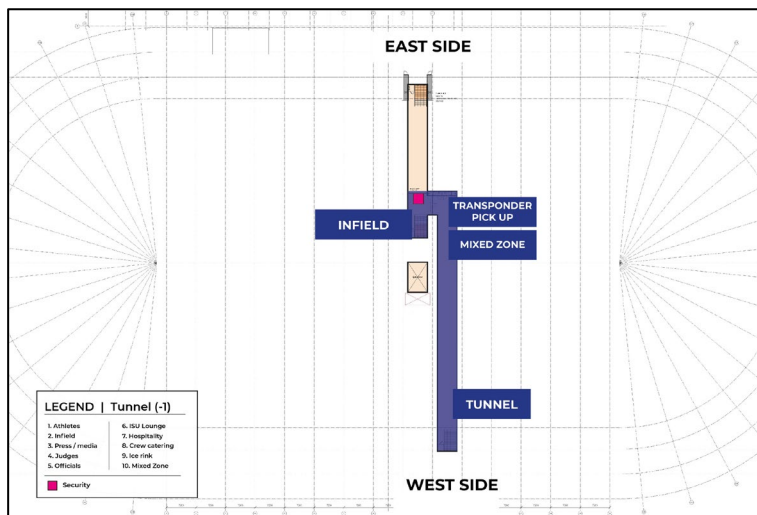 EAST SIDE
TRANSPONDER
PICK UP
INFIELD
MIXED ZONE
TUNNEL
LEGEND | Tunnel (-1)
1. Athletes
2. Infield
3. Press / media
4. Judges
5. Officials
6. ISU Lounge
7. Hospitality
8. Crew catering
9. Ice rink
10. Mixed Zone
Security
WEST SIDE